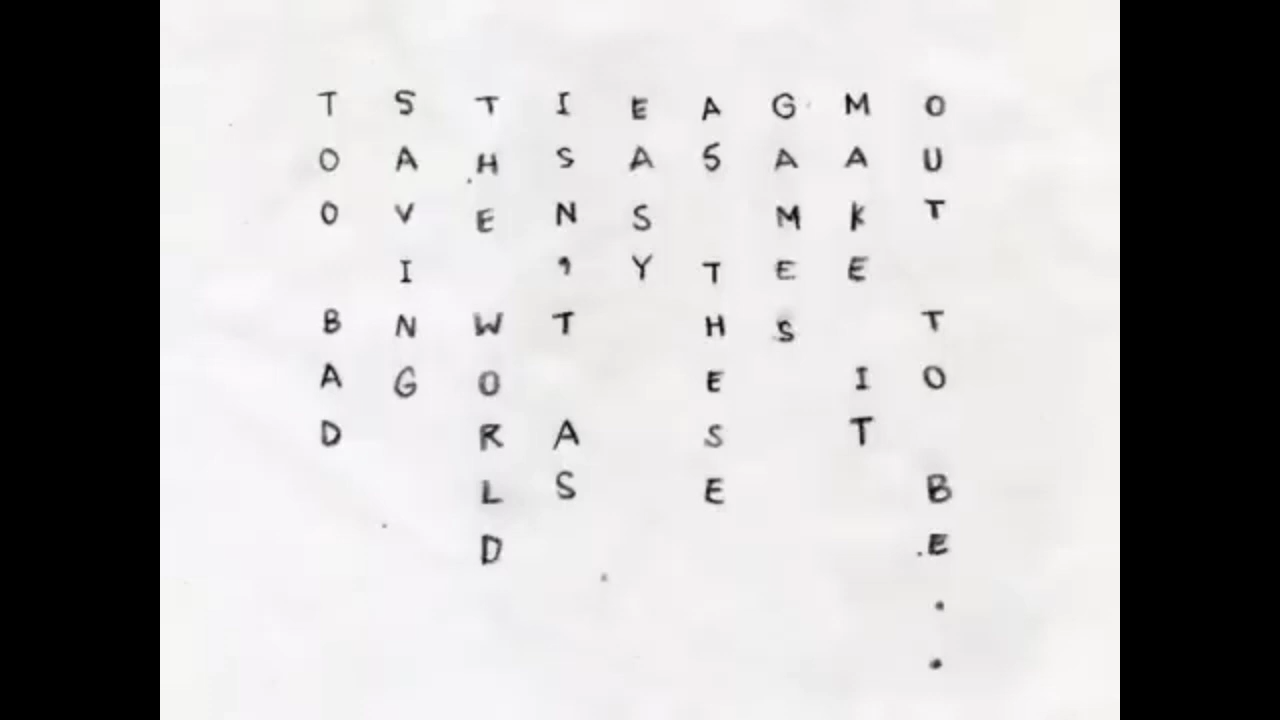 TOO BAD
SAVING
THE WORLD
ISN'T AS
EASY
AS THESE
GAMES
MAKE IT
OUT TO BE..